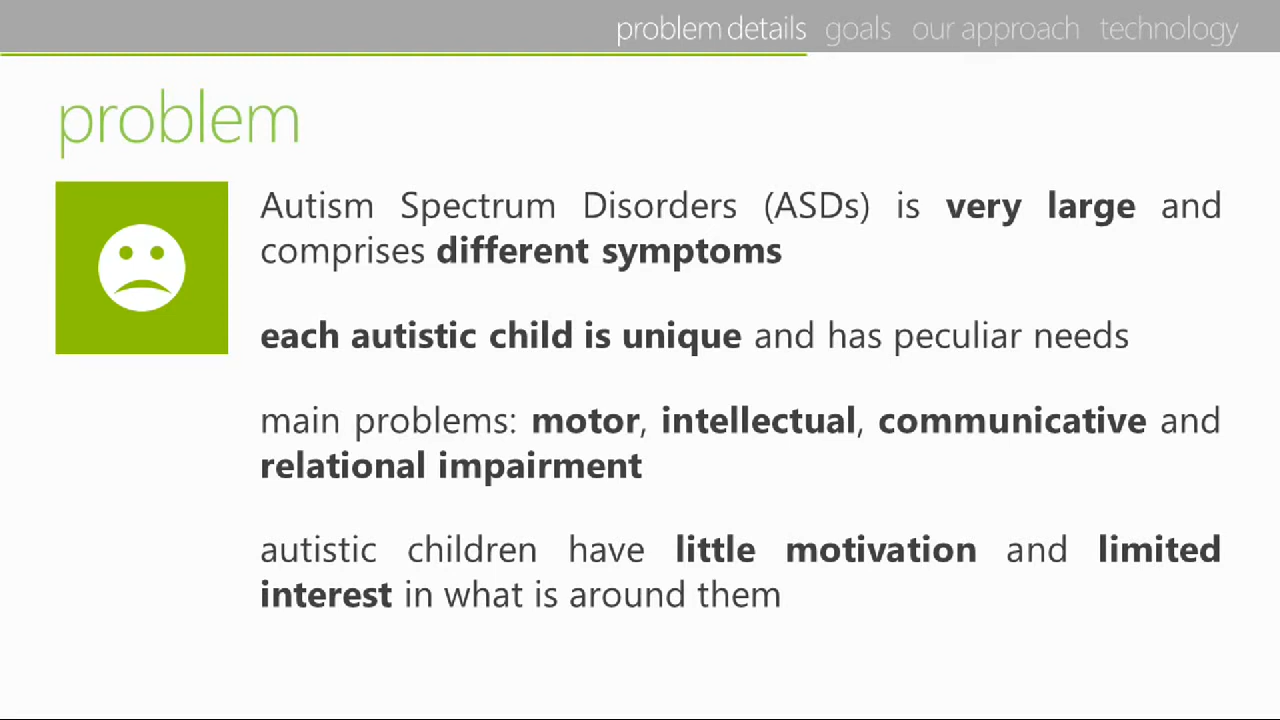 problem details goals our approach technology
problem
Autism Spectrum Disorders (ASDs) is very large and
comprises different symptoms
each autistic child is unique and has peculiar needs
main problems: motor, intellectual, communicative and
relational impairment
autistic children have little motivation and limited
interest in what is around them